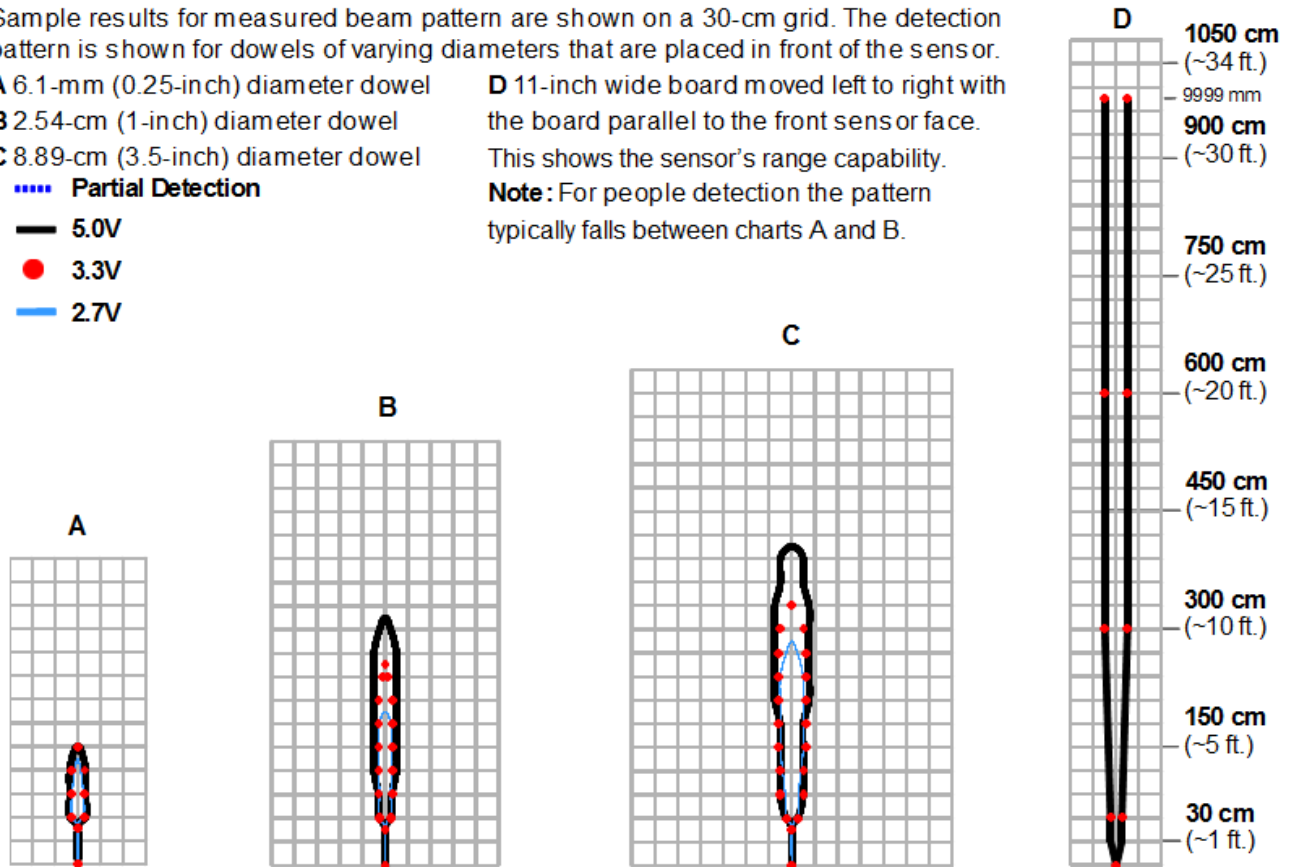 Sample results for measured beam pattern are shown on a 30-cm grid. The detection
pattern is shown for dowels of varying diameters that are placed in front of the sensor.
A 6.1-mm (0.25-inch) diameter dowel
B 2.54-cm (1-inch) diameter dowel
C 8.89-cm (3.5-inch) diameter dowel
Partial Detection
5.0V
3.3V
2.7V
D 11-inch wide board moved left to right with
the board parallel to the front sensor face.
This shows the sensor's range capability.
Note: For people detection the pattern
typically falls between charts A and B.
A
B
C
D
1050 cm
(~34 ft.)
9999 mm
900 cm
(~30 ft.)
750 cm
(~25 ft.)
600 cm
(~20 ft.)
450 cm
(~15 ft.)
300 cm
(~10 ft.)
150 cm
(~5 ft.)
30 cm
(~1 ft.)